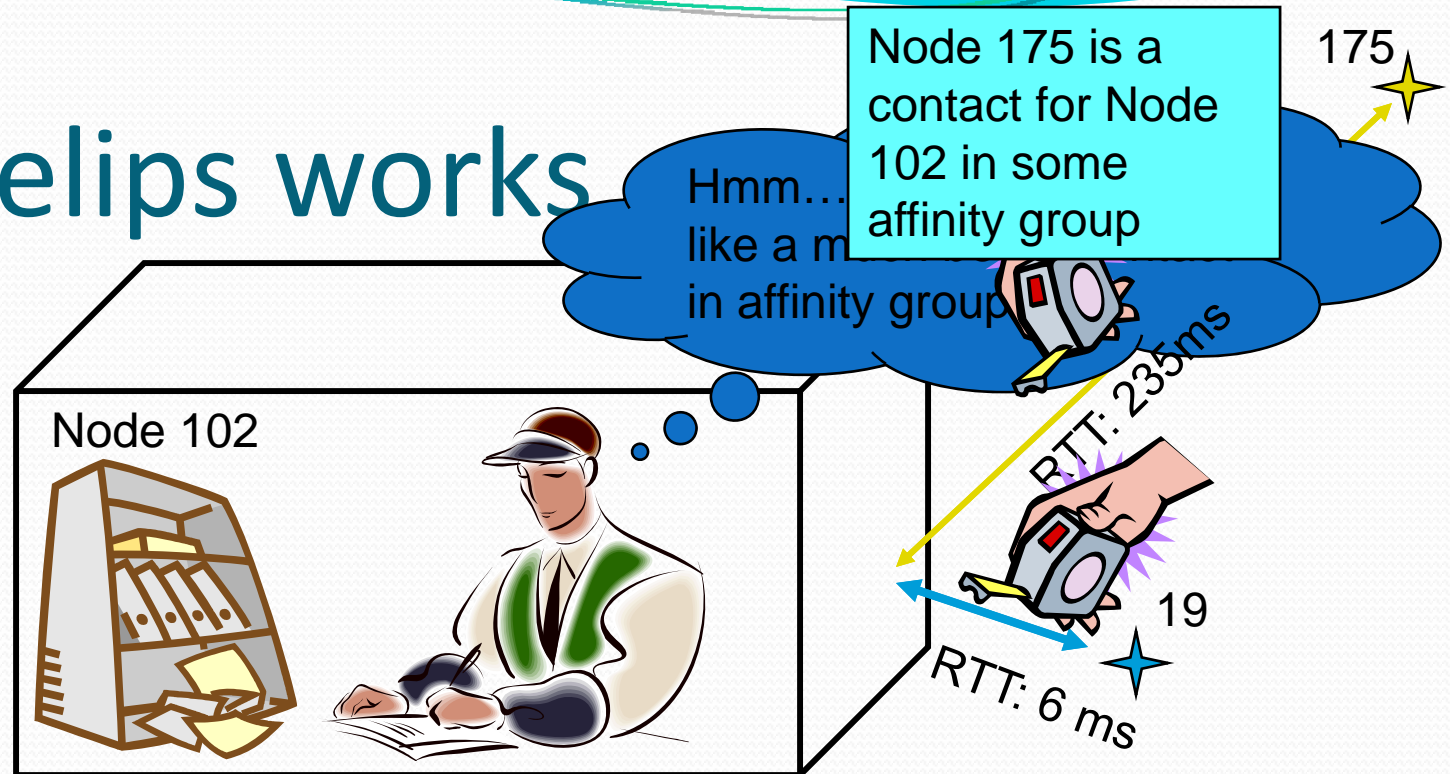 elips works
Node 175 is a
contact for Node
102 in some
affinity group
175
Hmm…
like a
in affinity group
Node 102
RTT: 235ms
19
RTT: 6 ms